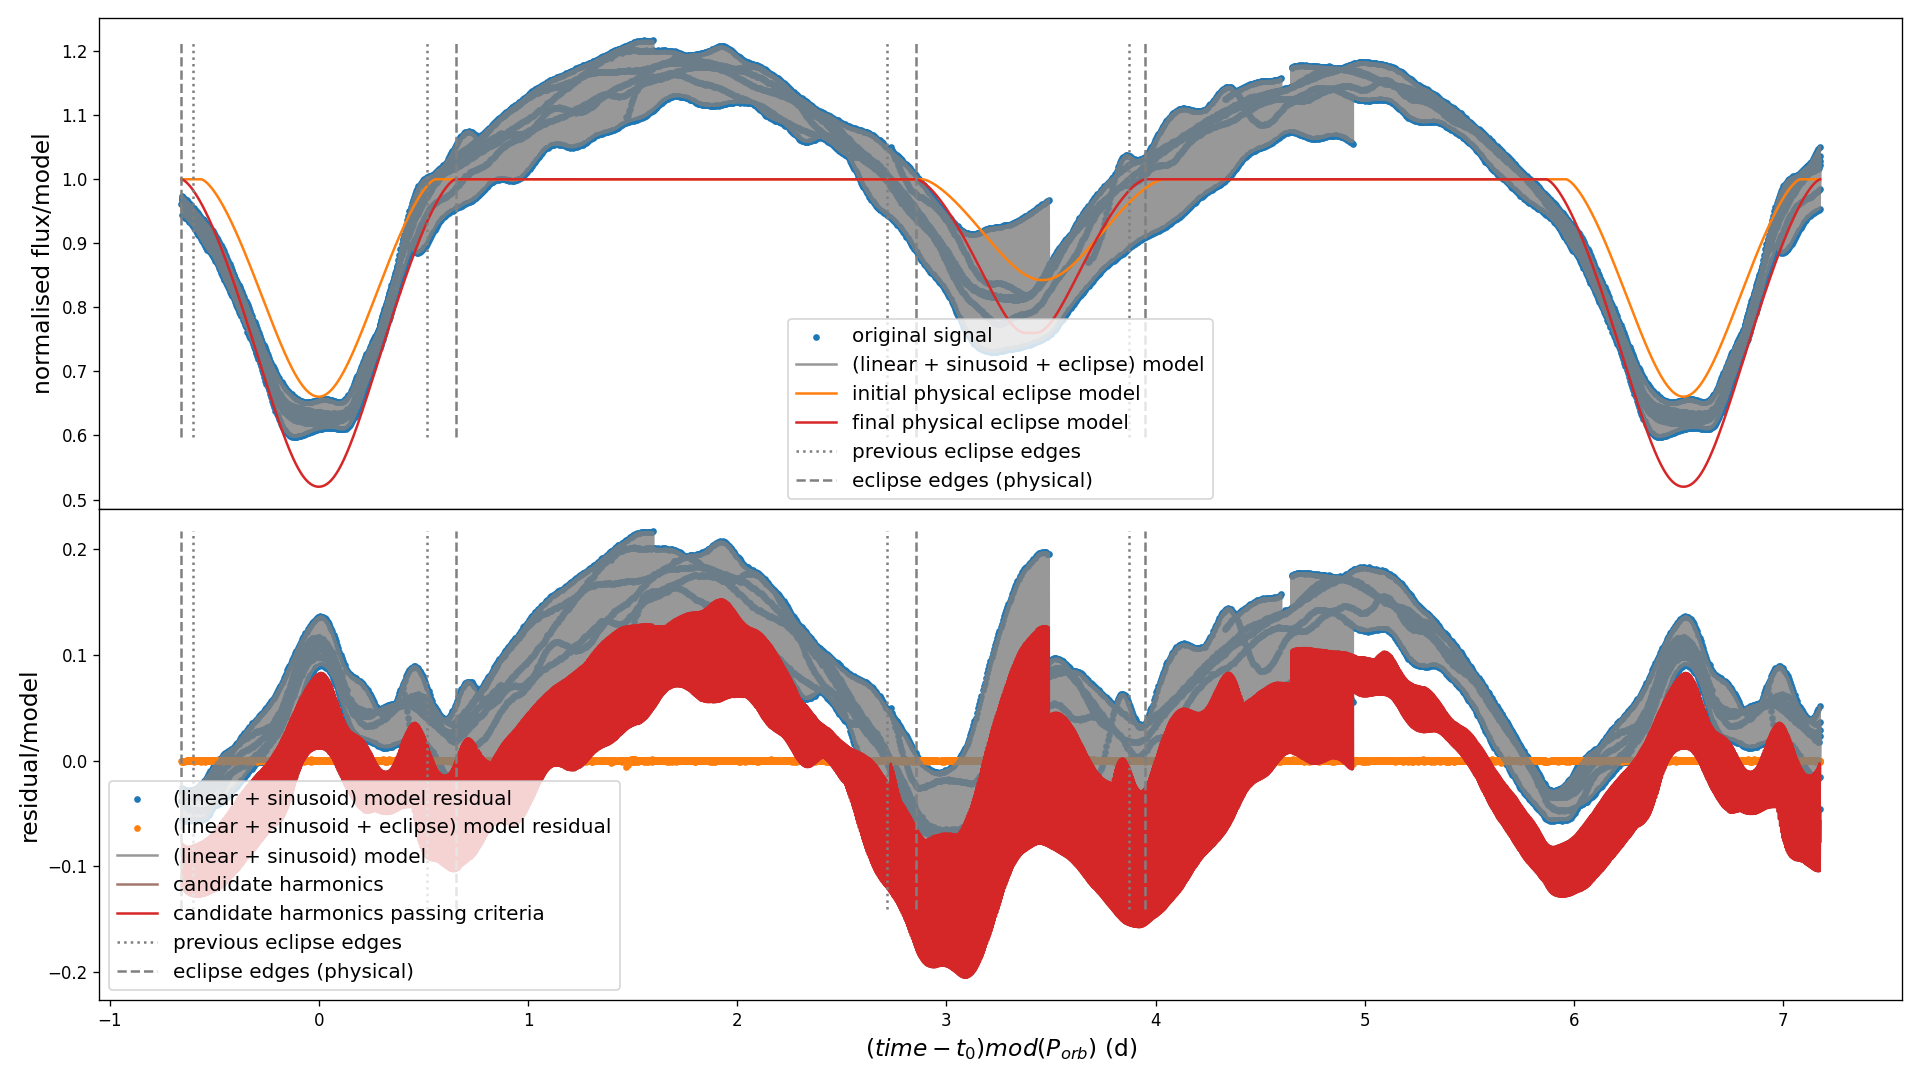 1.2
1.1
1.0
0.9
0.8
0.7
0.6
0.5
normalised flux/model
original signal
(linear + sinusoid + eclipse) model
initial physical eclipse model
final physical eclipse model
previous eclipse edges
eclipse edges (physical)
0.2
0.1
0.0
−0.1
−0.2
residual/model
(linear + sinusoid) model residual
(linear + sinusoid + eclipse) model residual
(linear + sinusoid) model
candidate harmonics
candidate harmonics passing criteria
previous eclipse edges
eclipse edges (physical)
−1 0 1 2 3 4 5 6 7
(time − t₀)mod(P_orb) (d)